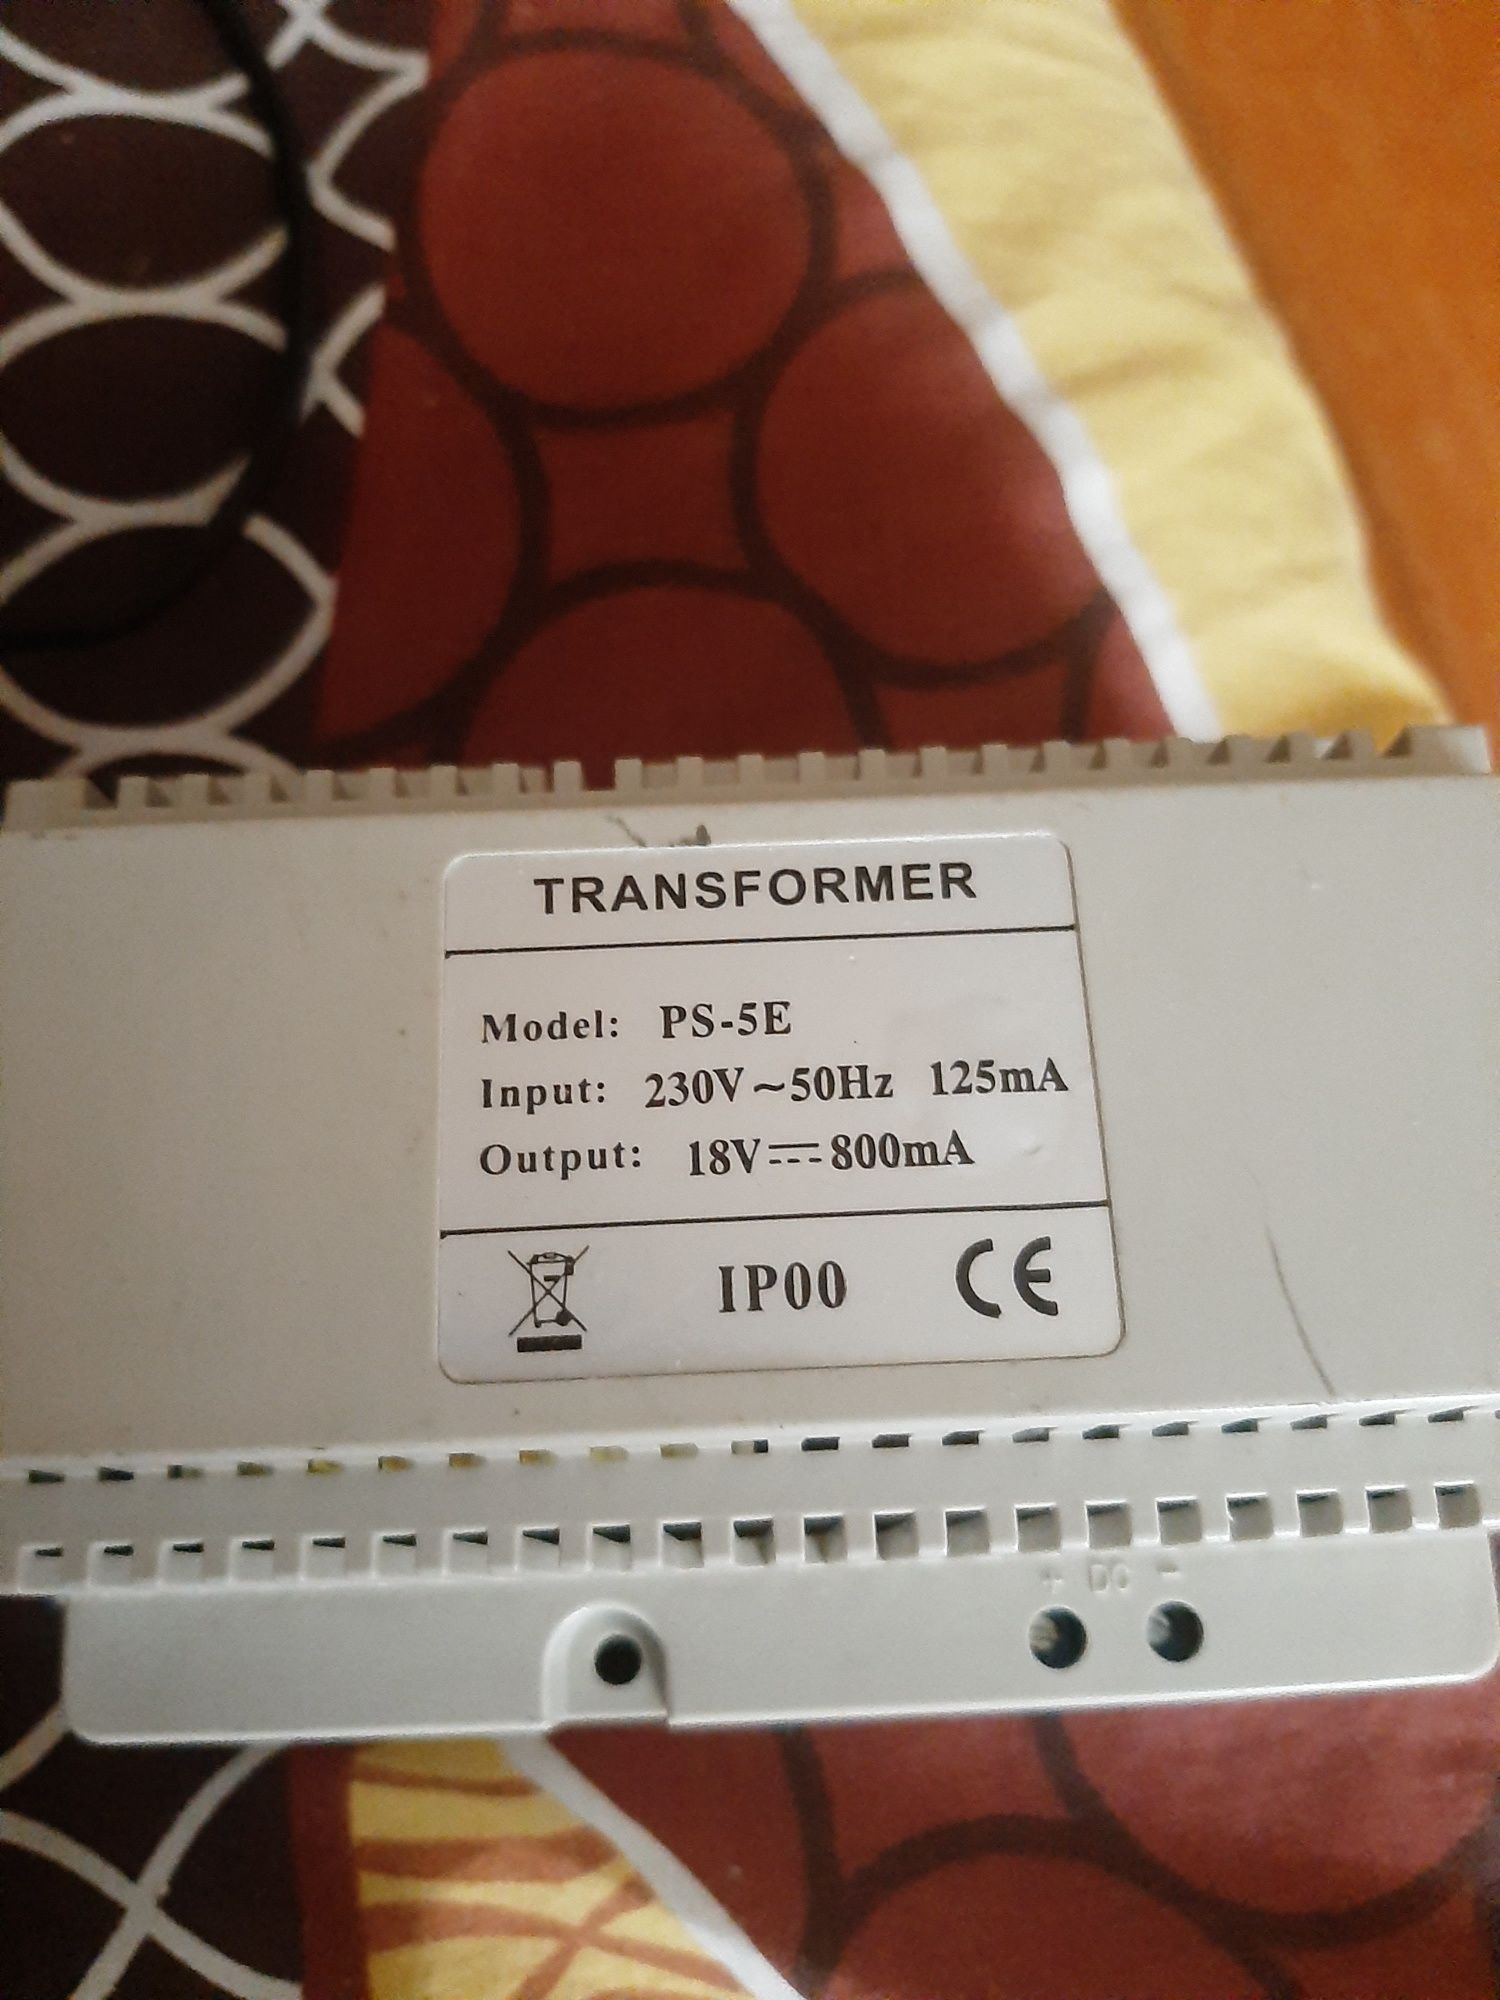 TRANSFORMER
Model: PS-5E
Input: 230V~50Hz 125mA
Output: 18V⎓800mA
IP00 CE
+ DC -